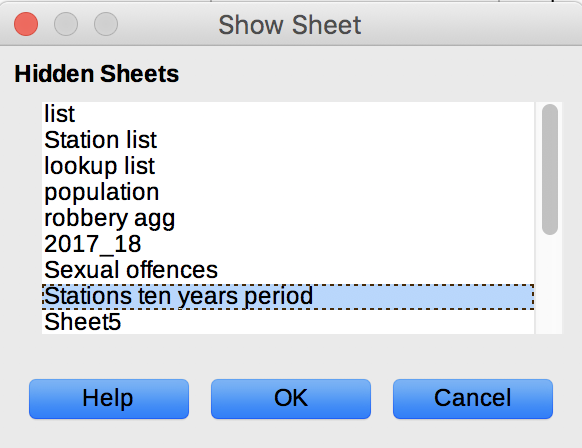 Show Sheet
Hidden Sheets
list
Station list
lookup list
population
robbery agg
2017_18
Sexual offences
Stations ten years period
Sheet5
Help
OK
Cancel